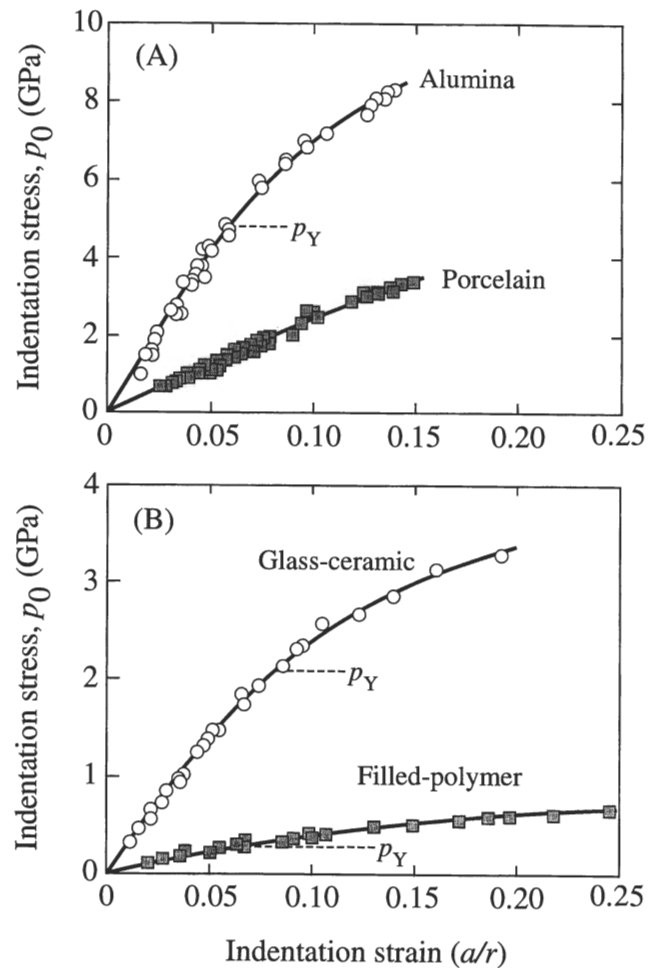 10
8
6
4
2
0
Indentation stress, p0 (GPa)
(A)
Alumina
pY
Porcelain
0 0.05 0.10 0.15 0.20 0.25
4
3
2
1
0
Indentation stress, p0 (GPa)
(B)
Glass-ceramic
pY
Filled-polymer
pY
0 0.05 0.10 0.15 0.20 0.25
Indentation strain (a/r)